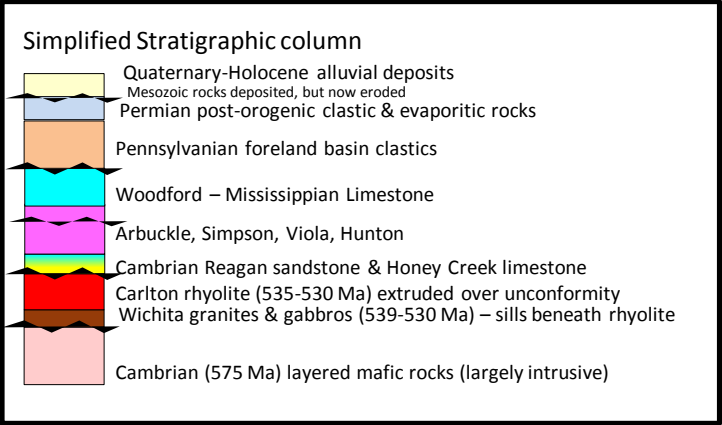 Simplified Stratigraphic column
Quaternary-Holocene alluvial deposits
Mesozoic rocks deposited, but now eroded
Permian post-orogenic clastic & evaporitic rocks
Pennsylvanian foreland basin clastics
Woodford – Mississippian Limestone
Arbuckle, Simpson, Viola, Hunton
Cambrian Reagan sandstone & Honey Creek limestone
Carlton rhyolite (535-530 Ma) extruded over unconformity
Wichita granites & gabbros (539-530 Ma) – sills beneath rhyolite
Cambrian (575 Ma) layered mafic rocks (largely intrusive)